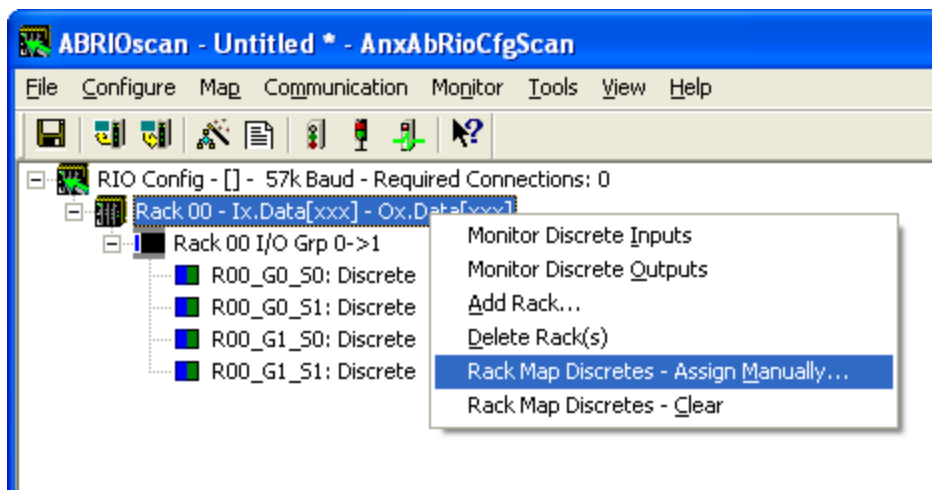 ABRIOscan - Untitled * - AnxAbRioCfgScan
File Configure Map Communication Monitor Tools View Help
RIO Config - [] - 57k Baud - Required Connections: 0
Rack 00 - Ix.Data[xxx] - Ox.Data[xxx]
Rack 00 I/O Grp 0->1
R00_G0_S0: Discrete
R00_G0_S1: Discrete
R00_G1_S0: Discrete
R00_G1_S1: Discrete
Monitor Discrete Inputs
Monitor Discrete Outputs
Add Rack...
Delete Rack(s)
Rack Map Discretes - Assign Manually...
Rack Map Discretes - Clear